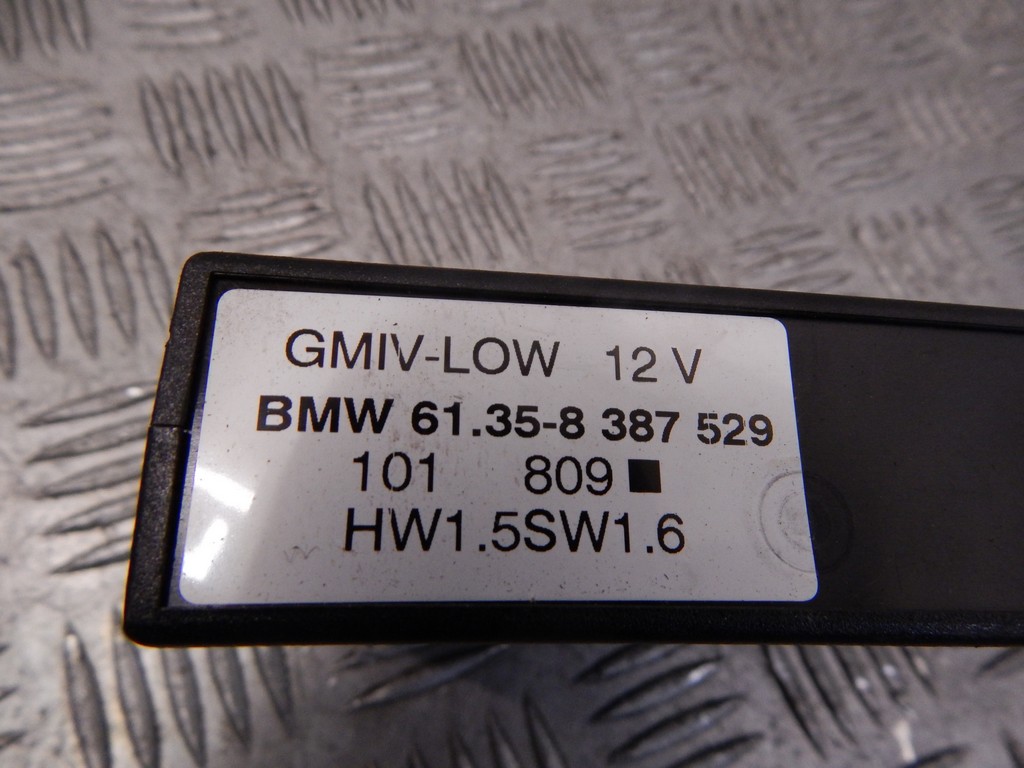 GMIV-LOW 12 V
BMW 61.35-8 387 529
101 809■
HW1.5SW1.6